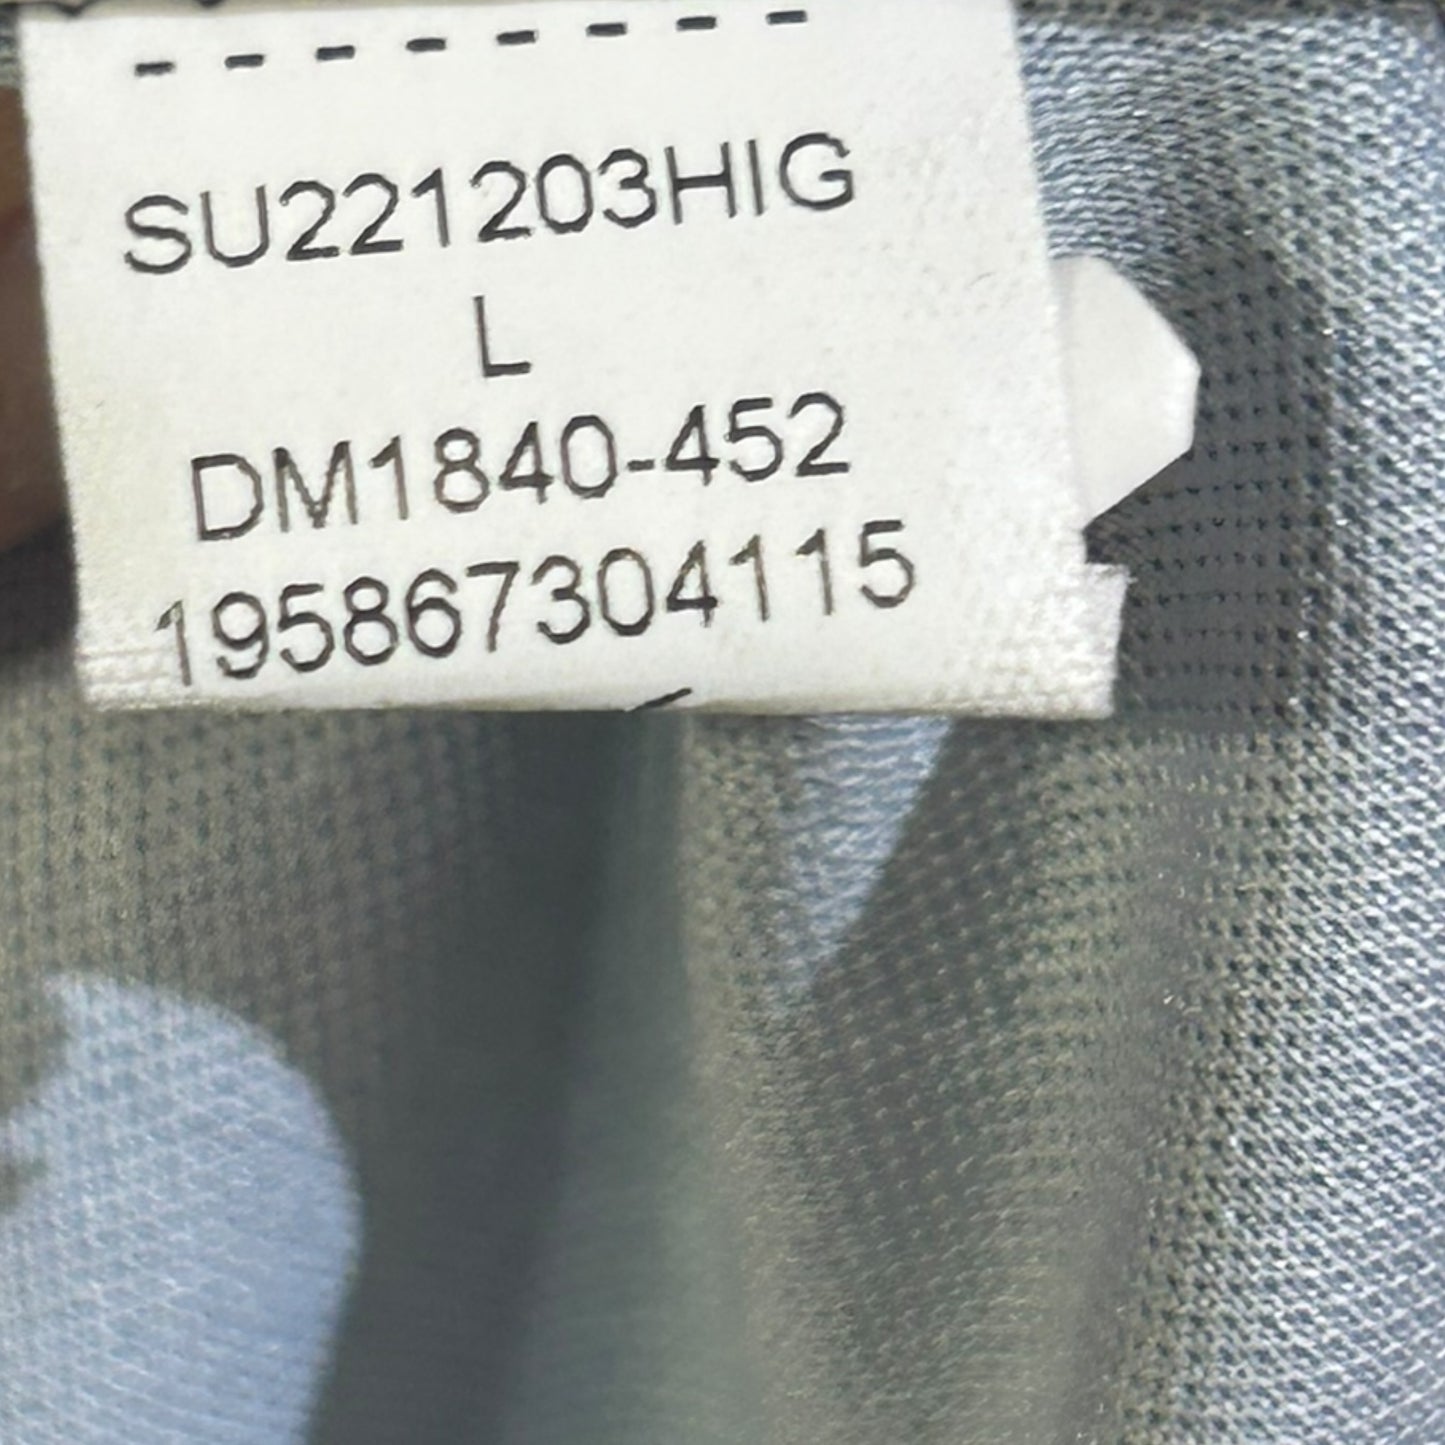 --------
SU221203HIG
L
DM1840-452
195867304115